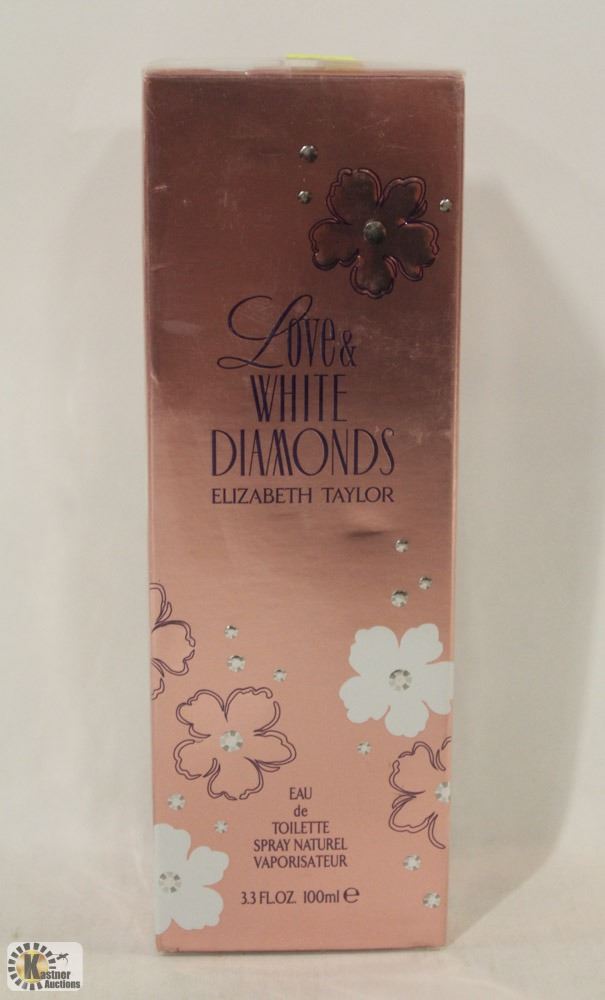 Love &
WHITE
DIAMONDS
ELIZABETH TAYLOR
EAU
de
TOILETTE
SPRAY NATUREL
VAPORISATEUR
3.3 FL.OZ. 100ml ℮
Kastner
Auctions